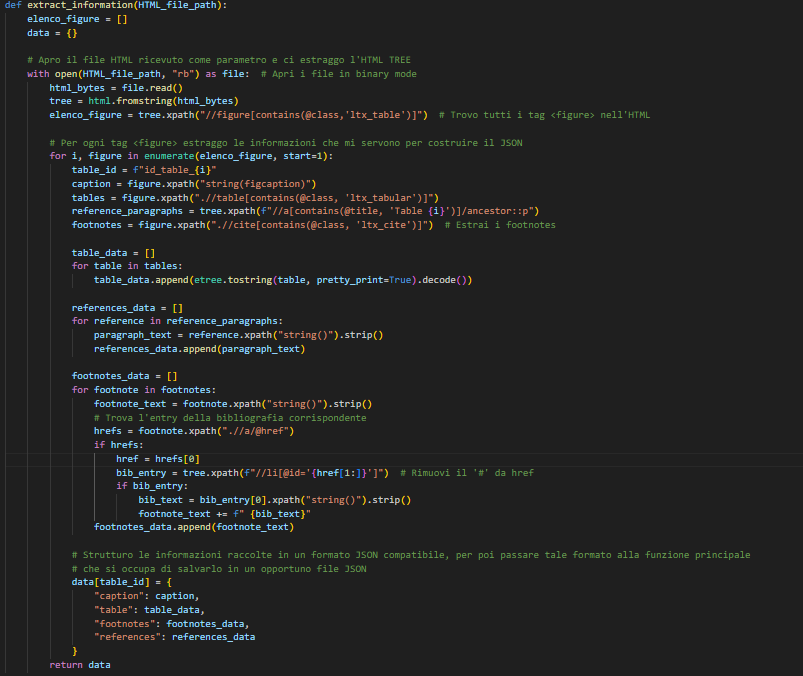 def extract_information(HTML_file_path):
    elenco_figure = []
    data = {}

    # Apro il file HTML ricevuto come parametro e ci estraggo l'HTML TREE
    with open(HTML_file_path, "rb") as file:  # Apri i file in binary mode
        html_bytes = file.read()
        tree = html.fromstring(html_bytes)
        elenco_figure = tree.xpath("//figure[contains(@class,'ltx_table')]")  # Trovo tutti i tag <figure> nell'HTML

        # Per ogni tag <figure> estraggo le informazioni che mi servono per costruire il JSON
        for i, figure in enumerate(elenco_figure, start=1):
            table_id = f"id_table_{i}"
            caption = figure.xpath("string(figcaption)")
            tables = figure.xpath(".//table[contains(@class, 'ltx_tabular')]")
            reference_paragraphs = tree.xpath(f"//a[contains(@title, 'Table {i}')]/ancestor::p")
            footnotes = figure.xpath(".//cite[contains(@class, 'ltx_cite')]")  # Estrai i footnotes

            table_data = []
            for table in tables:
                table_data.append(etree.tostring(table, pretty_print=True).decode())

            references_data = []
            for reference in reference_paragraphs:
                paragraph_text = reference.xpath("string()").strip()
                references_data.append(paragraph_text)

            footnotes_data = []
            for footnote in footnotes:
                footnote_text = footnote.xpath("string()").strip()
                # Trova l'entry della bibliografia corrispondente
                hrefs = footnote.xpath(".//a/@href")
                if hrefs:
                    href = hrefs[0]
                    bib_entry = tree.xpath(f"//li[@id='{href[1:]}']")  # Rimuovi il '#' da href
                    if bib_entry:
                        bib_text = bib_entry[0].xpath("string()").strip()
                        footnote_text += f" {bib_text}"
                footnotes_data.append(footnote_text)

            # Strutturo le informazioni raccolte in un formato JSON compatibile, per poi passare tale formato alla funzione principale
            # che si occupa di salvarlo in un opportuno file JSON
            data[table_id] = {
                "caption": caption,
                "table": table_data,
                "footnotes": footnotes_data,
                "references": references_data
            }
        return data